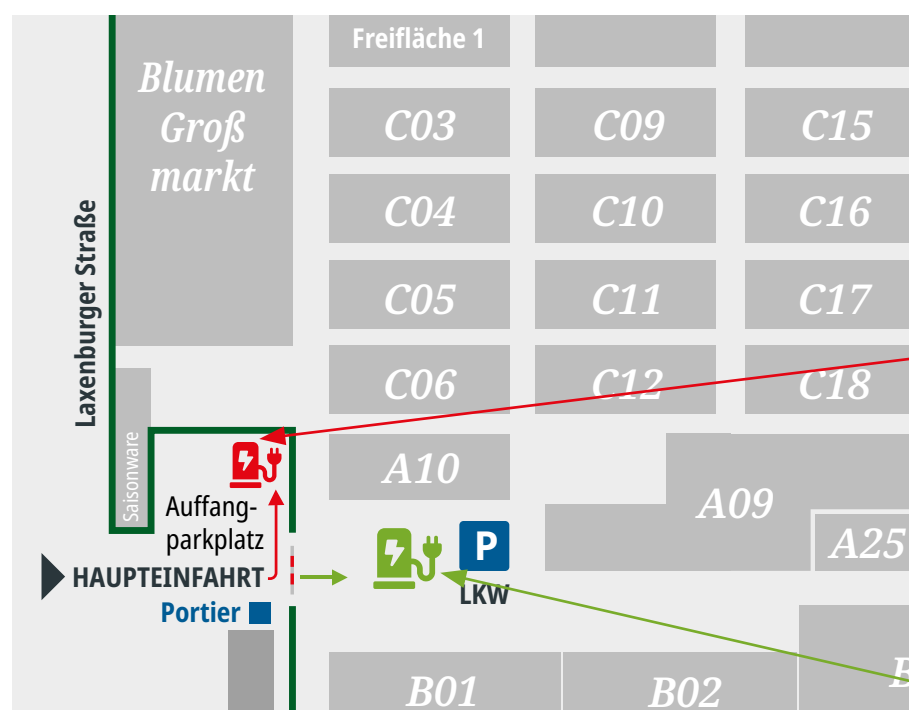 Freifläche 1
Blumen
Groß
markt
C03
C09
C15
C04
C10
C16
C05
C11
C17
C06
C12
C18
Laxenburger Straße
Saisonware
A10
A09
A25
Auffang-
parkplatz
P
LKW
HAUPTEINFAHRT
Portier
B01
B02
B